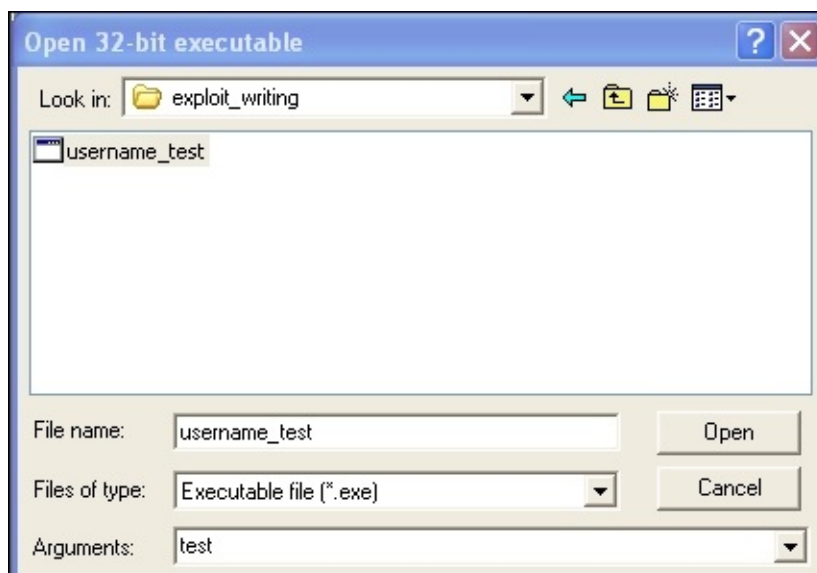 Open 32-bit executable
Look in: exploit_writing
username_test
File name: username_test Open
Files of type: Executable file (*.exe) Cancel
Arguments: test